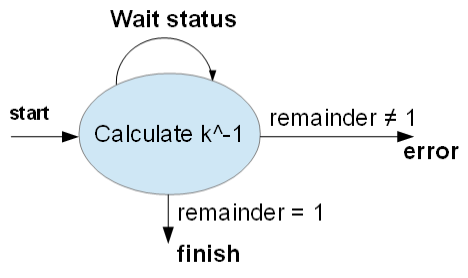 Wait status
start
Calculate k^-1
remainder ≠ 1
error
remainder = 1
finish